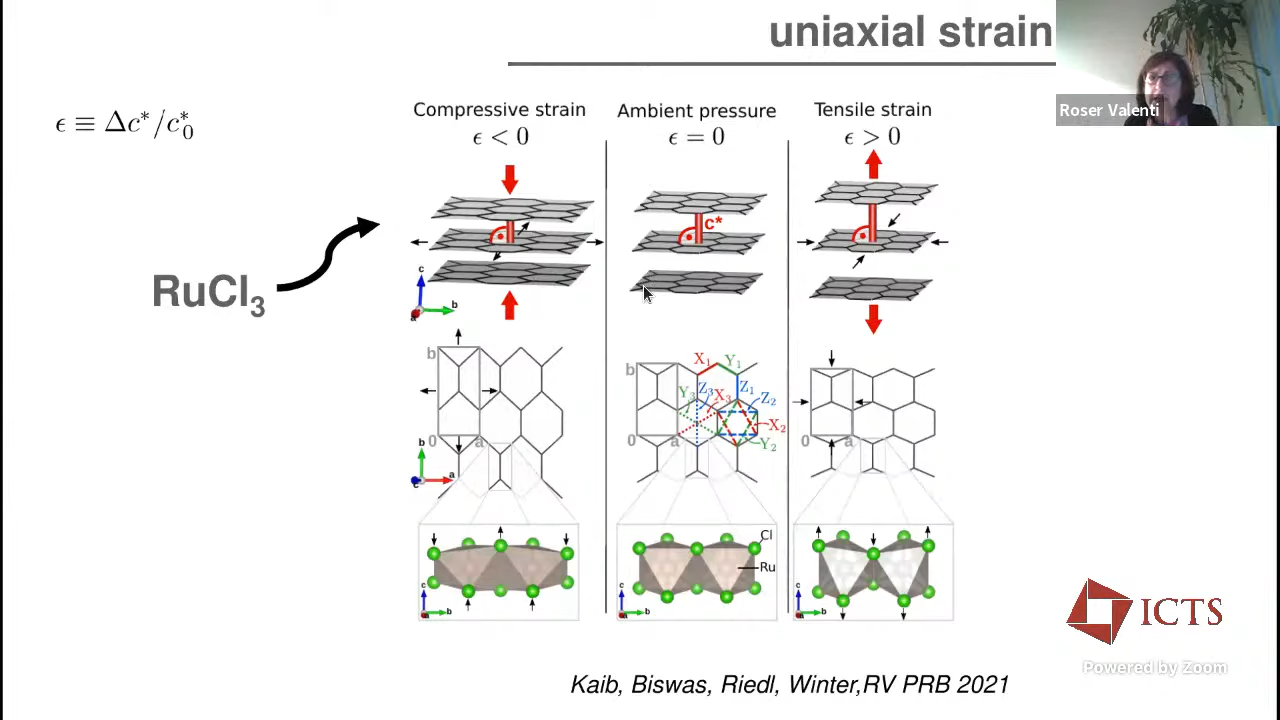 uniaxial strain
Roser Valenti
ϵ ≡ Δc*/c*₀
Compressive strain
ϵ < 0
Ambient pressure
ϵ = 0
Tensile strain
ϵ > 0
c*
RuCl₃
c
b
a
b
0
a
b
a
c
b
0
a
X₁
Y₁
Z₁
Y₃
Z₃
X₃
Z₂
X₂
Y₂
0
a
Cl
Ru
c
b
c
b
c
b
ICTS
Powered by Zoom
Kaib, Biswas, Riedl, Winter,RV PRB 2021